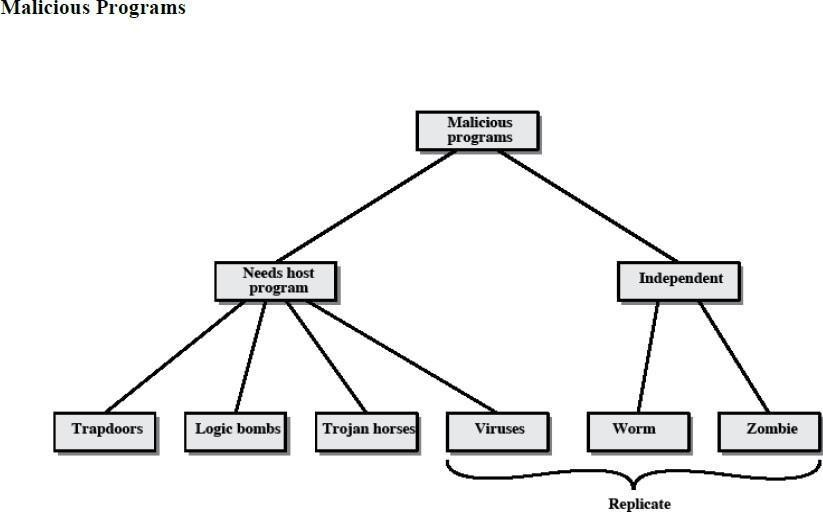 Malicious Programs
Malicious
programs
Needs host
program
Independent
Trapdoors
Logic bombs
Trojan horses
Viruses
Worm
Zombie
Replicate